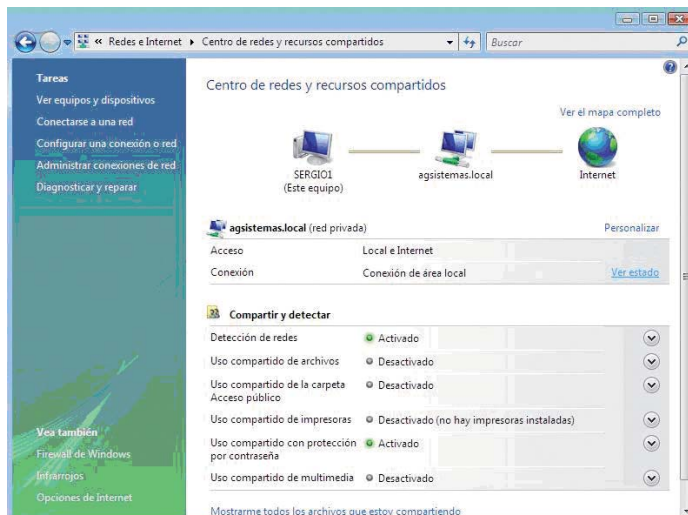 « Redes e Internet ▸ Centro de redes y recursos compartidos
Buscar
Tareas
Ver equipos y dispositivos
Conectarse a una red
Configurar una conexión o red
Administrar conexiones de red
Diagnosticar y reparar
Centro de redes y recursos compartidos
Ver el mapa completo
SERGIO1
(Este equipo)
agsistemas.local
Internet
agsistemas.local (red privada)
Personalizar
Acceso Local e Internet
Conexión Conexión de área local Ver estado
Compartir y detectar
Detección de redes Activado
Uso compartido de archivos Desactivado
Uso compartido de la carpeta Desactivado
Acceso público
Uso compartido de impresoras Desactivado (no hay impresoras instaladas)
Uso compartido con protección Activado
por contraseña
Uso compartido de multimedia Desactivado
Mostrarme todos los archivos que estoy compartiendo
Vea también
Firewall de Windows
Infrarrojos
Opciones de Internet